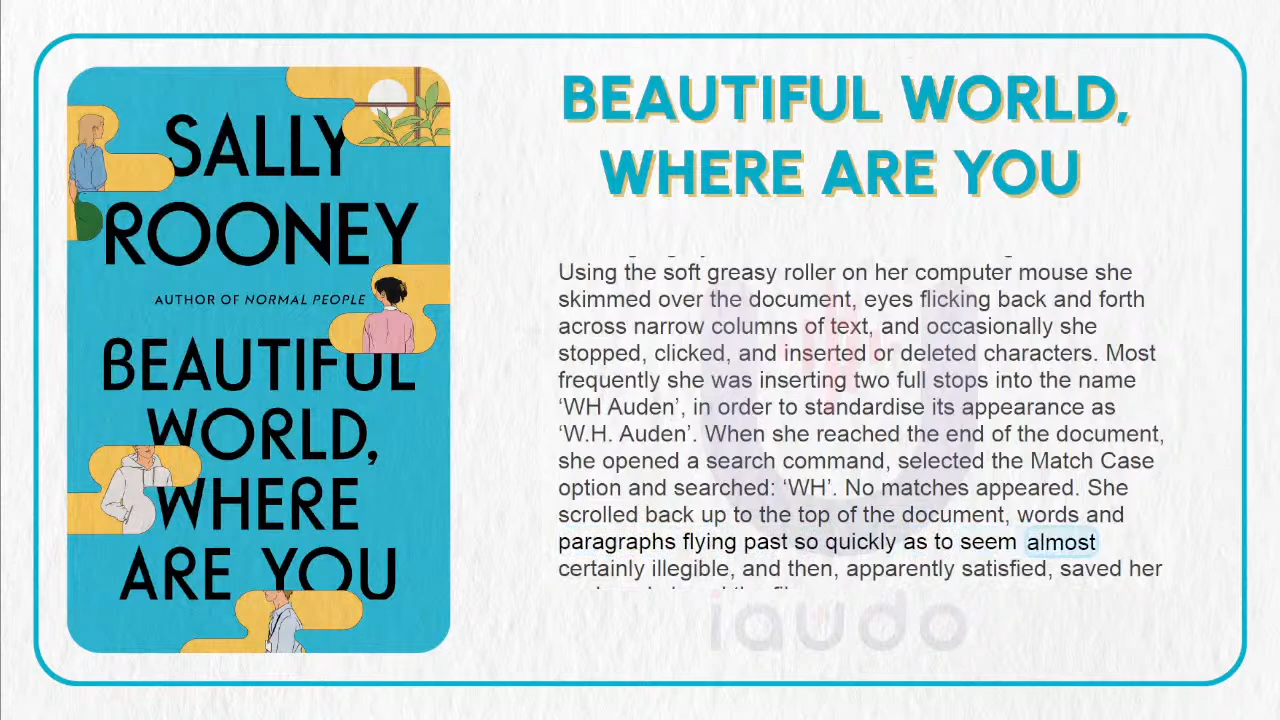 SALLY
ROONEY
AUTHOR OF NORMAL PEOPLE
BEAUTIFUL
WORLD,
WHERE
ARE YOU
BEAUTIFUL WORLD,
WHERE ARE YOU
Using the soft greasy roller on her computer mouse she
skimmed over the document, eyes flicking back and forth
across narrow columns of text, and occasionally she
stopped, clicked, and inserted or deleted characters. Most
frequently she was inserting two full stops into the name
‘WH Auden’, in order to standardise its appearance as
‘W.H. Auden’. When she reached the end of the document,
she opened a search command, selected the Match Case
option and searched: ‘WH’. No matches appeared. She
scrolled back up to the top of the document, words and
paragraphs flying past so quickly as to seem almost
certainly illegible, and then, apparently satisfied, saved her
iaudo